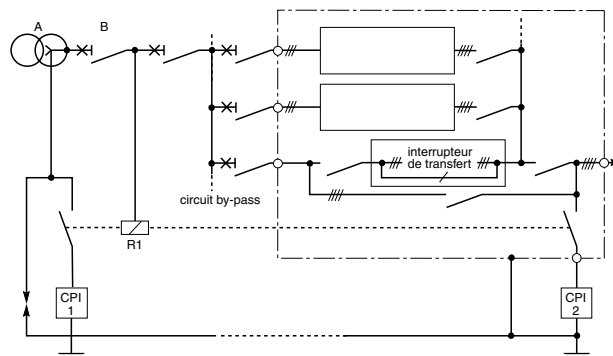 A
B
interrupteur
de transfert
circuit by-pass
R1
CPI
1
CPI
2